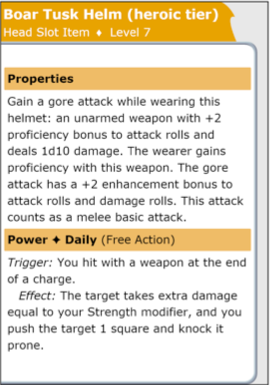 Boar Tusk Helm (heroic tier)
Head Slot Item ♦ Level 7
Properties
Gain a gore attack while wearing this
helmet: an unarmed weapon with +2
proficiency bonus to attack rolls and
deals 1d10 damage. The wearer gains
proficiency with this weapon. The gore
attack has a +2 enhancement bonus to
attack rolls and damage rolls. This attack
counts as a melee basic attack.
Power ✦ Daily (Free Action)
Trigger: You hit with a weapon at the end
of a charge.
Effect: The target takes extra damage
equal to your Strength modifier, and you
push the target 1 square and knock it
prone.